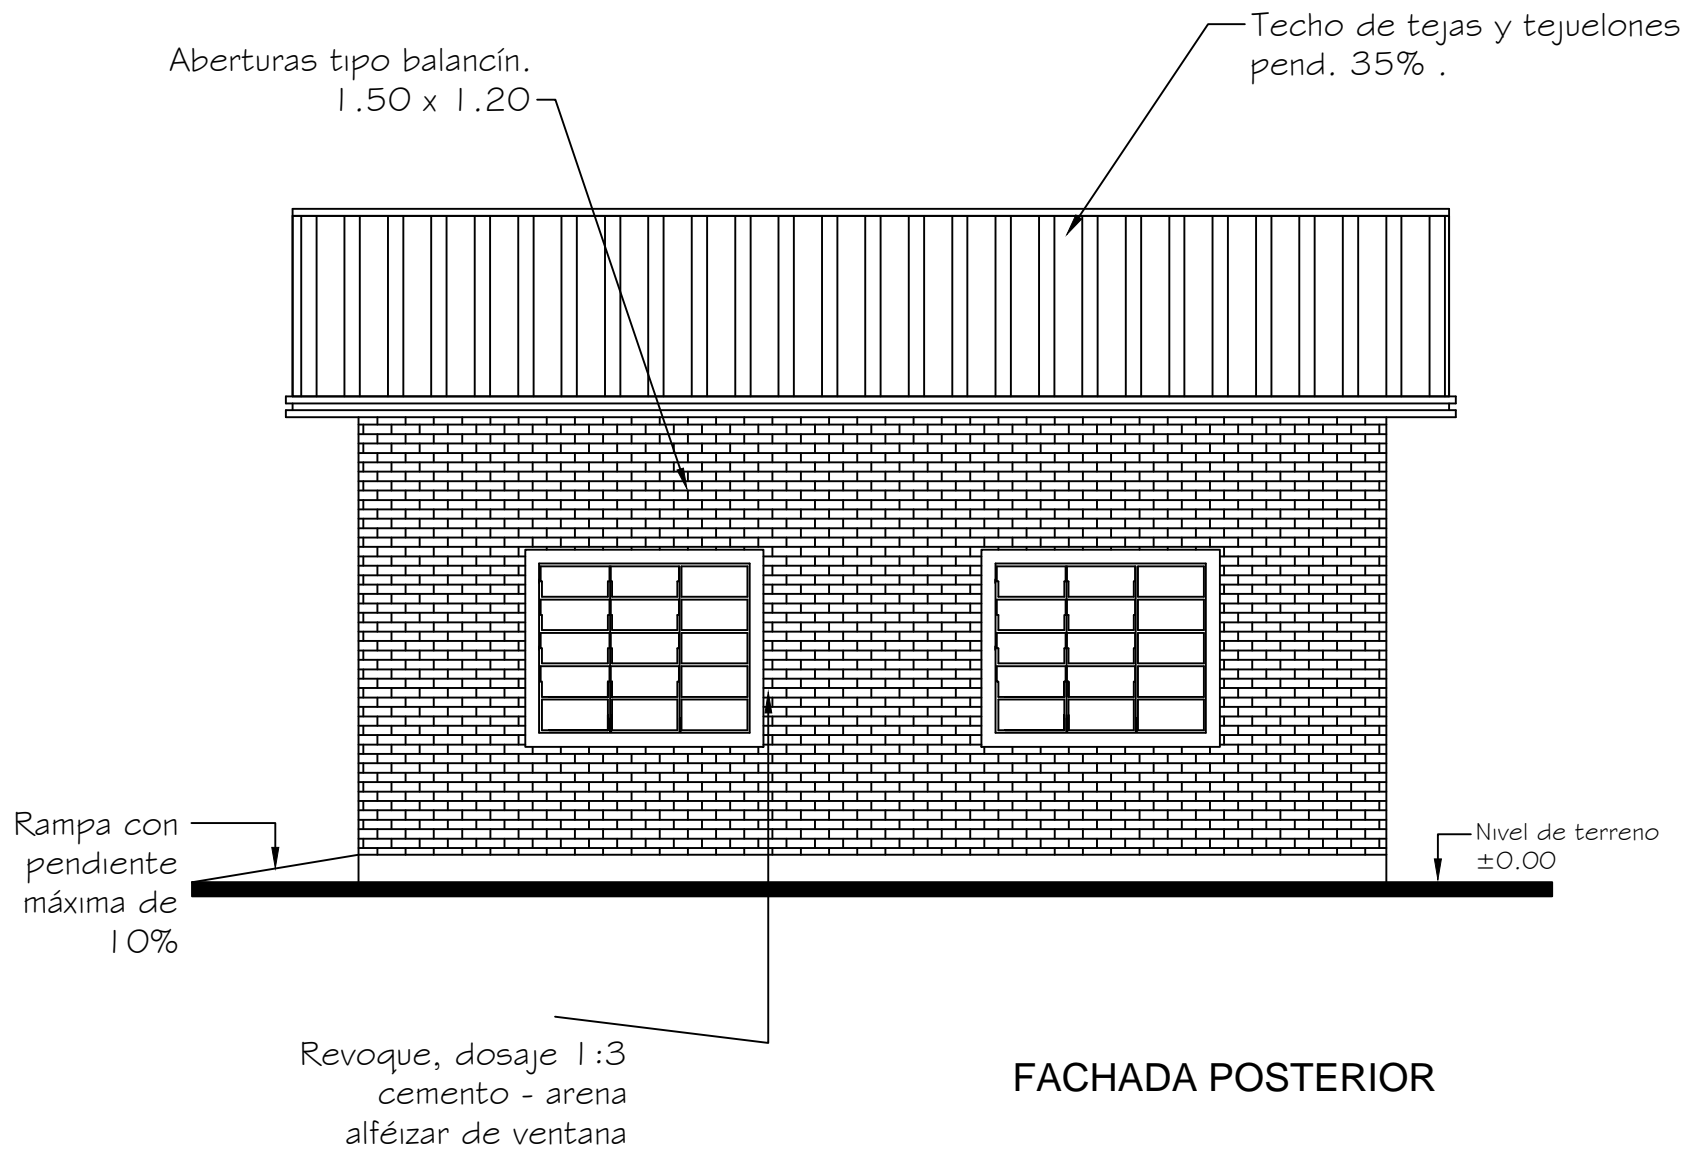 Aberturas tipo balancín.
1.50 x 1.20
Techo de tejas y tejuelones
pend. 35% .
Rampa con
pendiente
máxima de
10%
Nivel de terreno
±0.00
Revoque, dosaje 1:3
cemento - arena
alféizar de ventana
FACHADA POSTERIOR